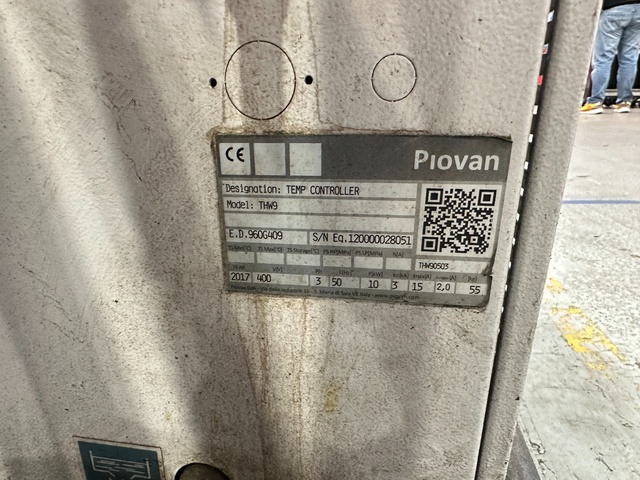 CE
Piovan
Designation: TEMP CONTROLLER
Model: THW9
E.D.960G409 S/N Eq.120000028051
THW90503
2017 400 3 50 10 3 15 2,0 55